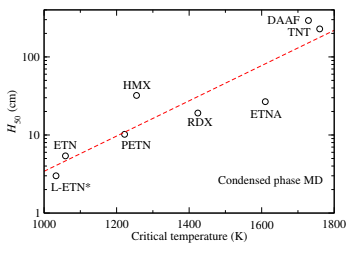 DAAF
TNT
100
HMX
H50 (cm)
RDX
ETNA
10
ETN
PETN
L-ETN*
Condensed phase MD
1
1000
1200
1400
1600
1800
Critical temperature (K)